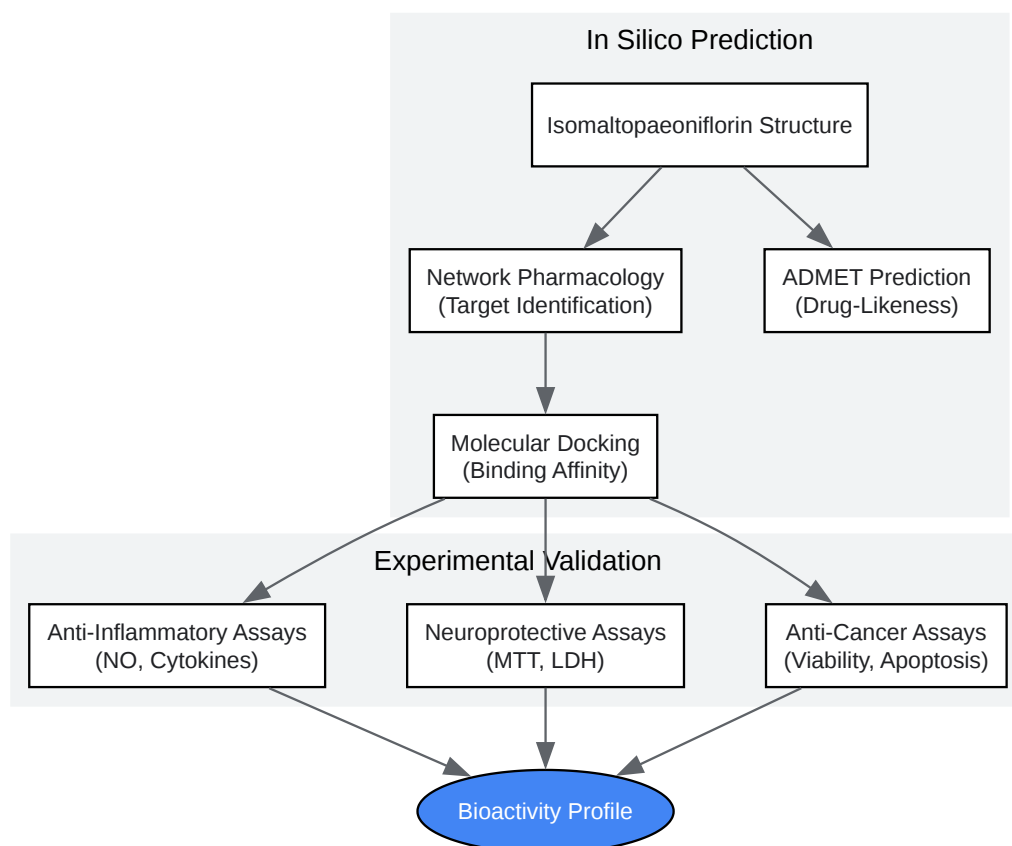 In Silico Prediction
Isomaltopaeoniflorin Structure
Network Pharmacology
(Target Identification)
ADMET Prediction
(Drug-Likeness)
Molecular Docking
(Binding Affinity)
Experimental Validation
Anti-Inflammatory Assays
(NO, Cytokines)
Neuroprotective Assays
(MTT, LDH)
Anti-Cancer Assays
(Viability, Apoptosis)
Bioactivity Profile